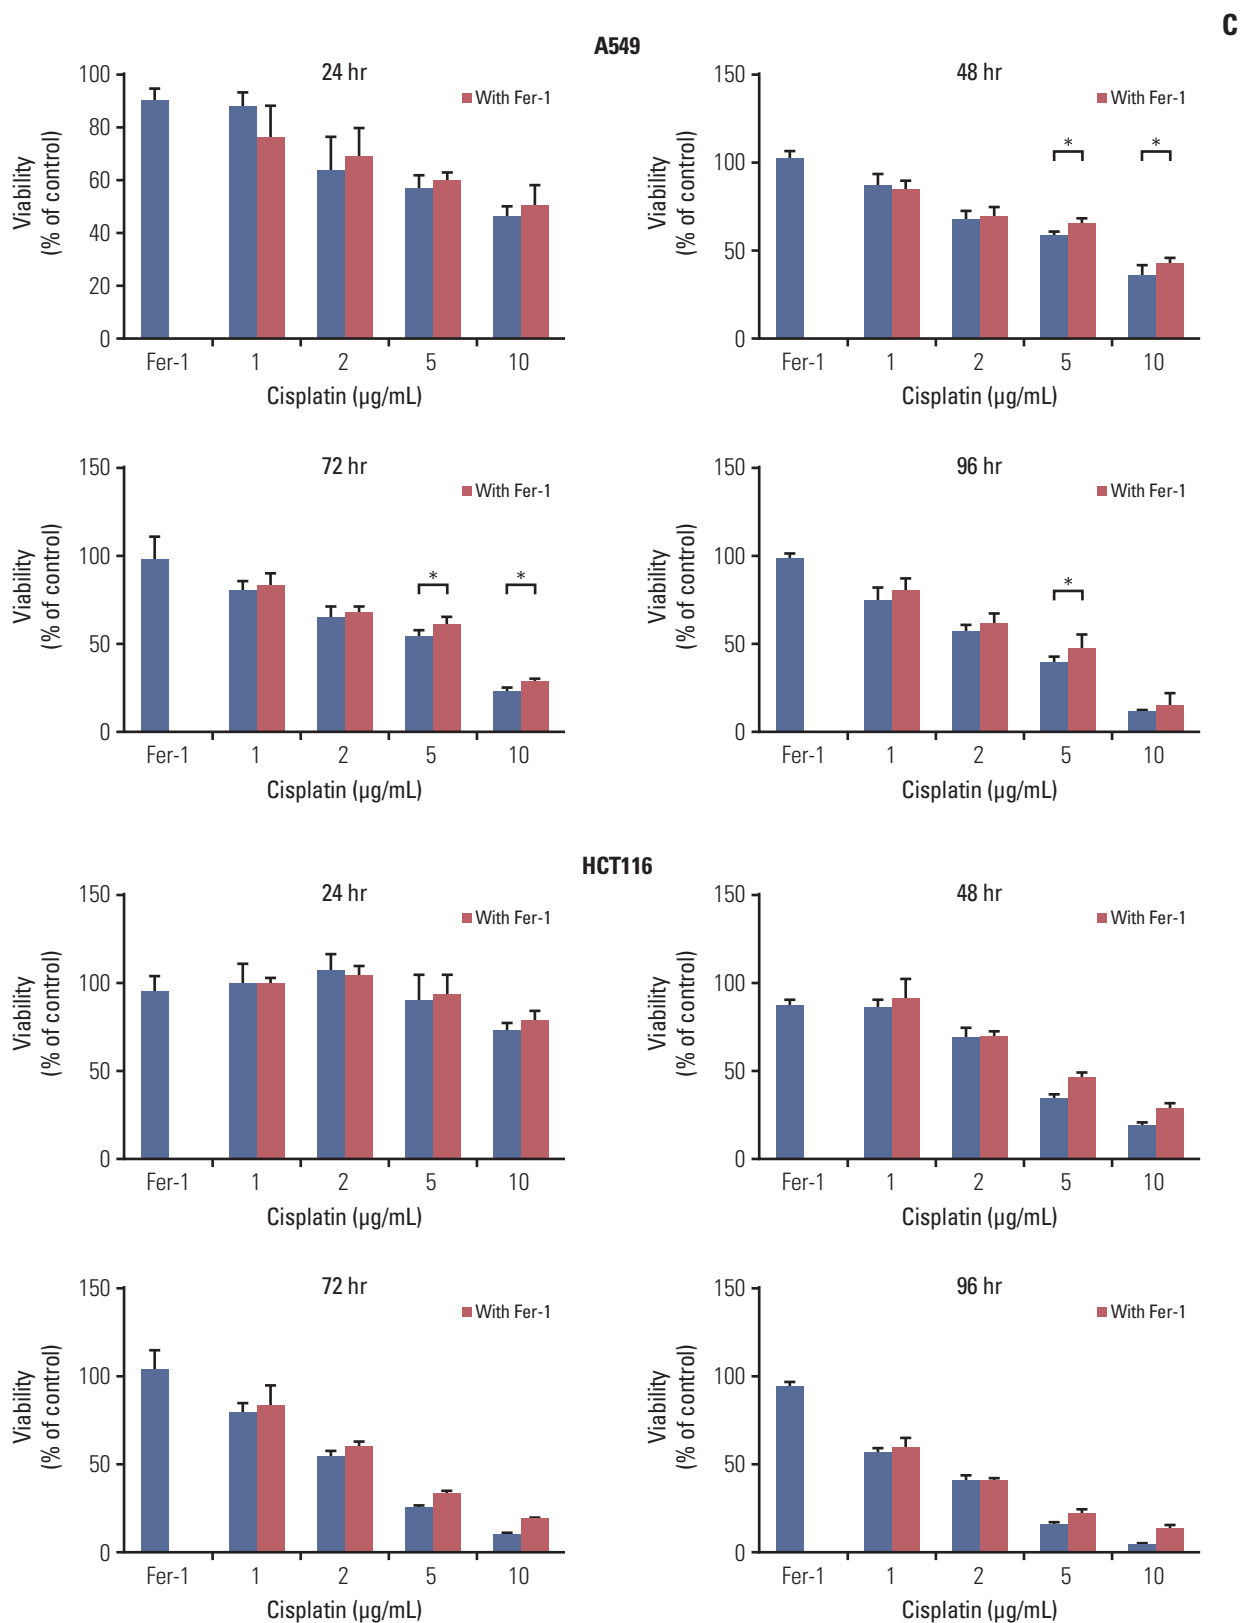 C
A549
24 hr
With Fer-1
Viability
(% of control)
100
80
60
40
20
0
Fer-1 1 2 5 10
Cisplatin (µg/mL)
48 hr
With Fer-1
Viability
(% of control)
150
100
50
0
* *
Fer-1 1 2 5 10
Cisplatin (µg/mL)
72 hr
With Fer-1
Viability
(% of control)
150
100
50
0
* *
Fer-1 1 2 5 10
Cisplatin (µg/mL)
96 hr
With Fer-1
Viability
(% of control)
150
100
50
0
*
Fer-1 1 2 5 10
Cisplatin (µg/mL)
HCT116
24 hr
With Fer-1
Viability
(% of control)
150
100
50
0
Fer-1 1 2 5 10
Cisplatin (µg/mL)
48 hr
With Fer-1
Viability
(% of control)
150
100
50
0
Fer-1 1 2 5 10
Cisplatin (µg/mL)
72 hr
With Fer-1
Viability
(% of control)
150
100
50
0
Fer-1 1 2 5 10
Cisplatin (µg/mL)
96 hr
With Fer-1
Viability
(% of control)
150
100
50
0
Fer-1 1 2 5 10
Cisplatin (µg/mL)